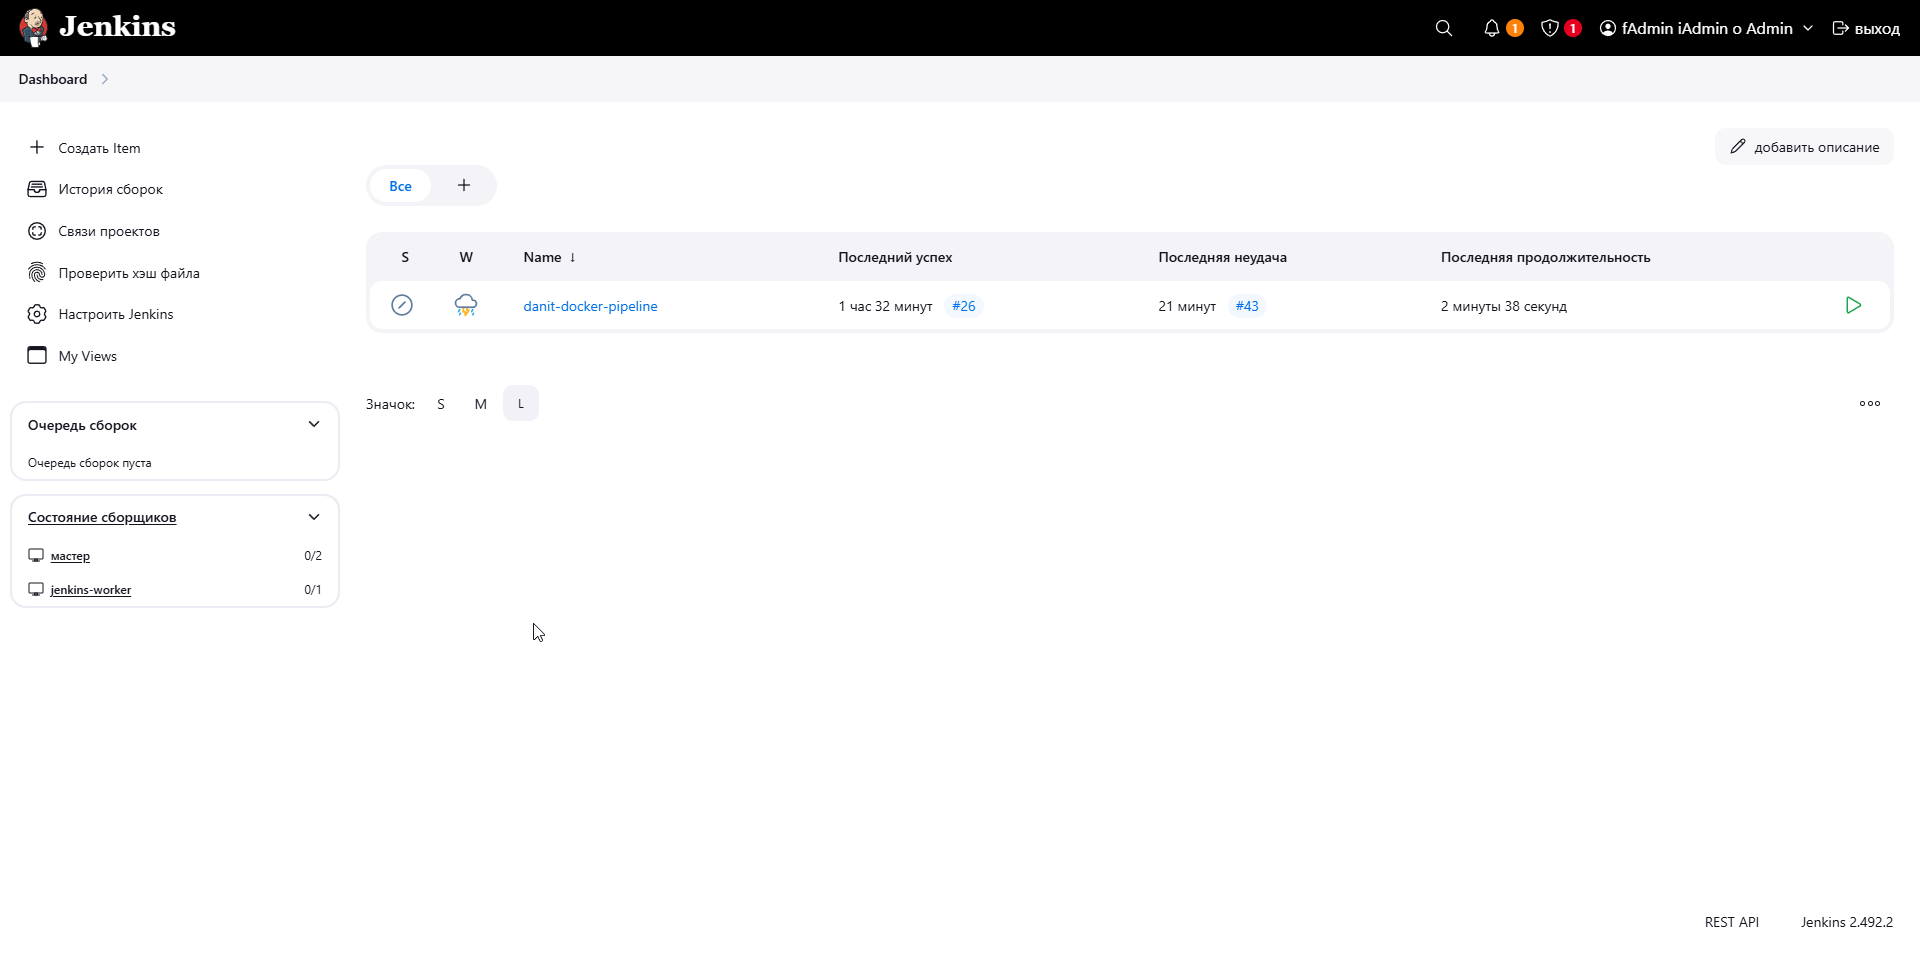 Jenkins
1
1
fAdmin iAdmin o Admin
выход
Dashboard
Создать Item
История сборок
Связи проектов
Проверить хэш файла
Настроить Jenkins
My Views
Очередь сборок
Очередь сборок пуста
Состояние сборщиков
мастер 0/2
jenkins-worker 0/1
добавить описание
Все +
S W Name ↓ Последний успех Последняя неудача Последняя продолжительность
danit-docker-pipeline 1 час 32 минут #26 21 минут #43 2 минуты 38 секунд
Значок: S M L
REST API Jenkins 2.492.2